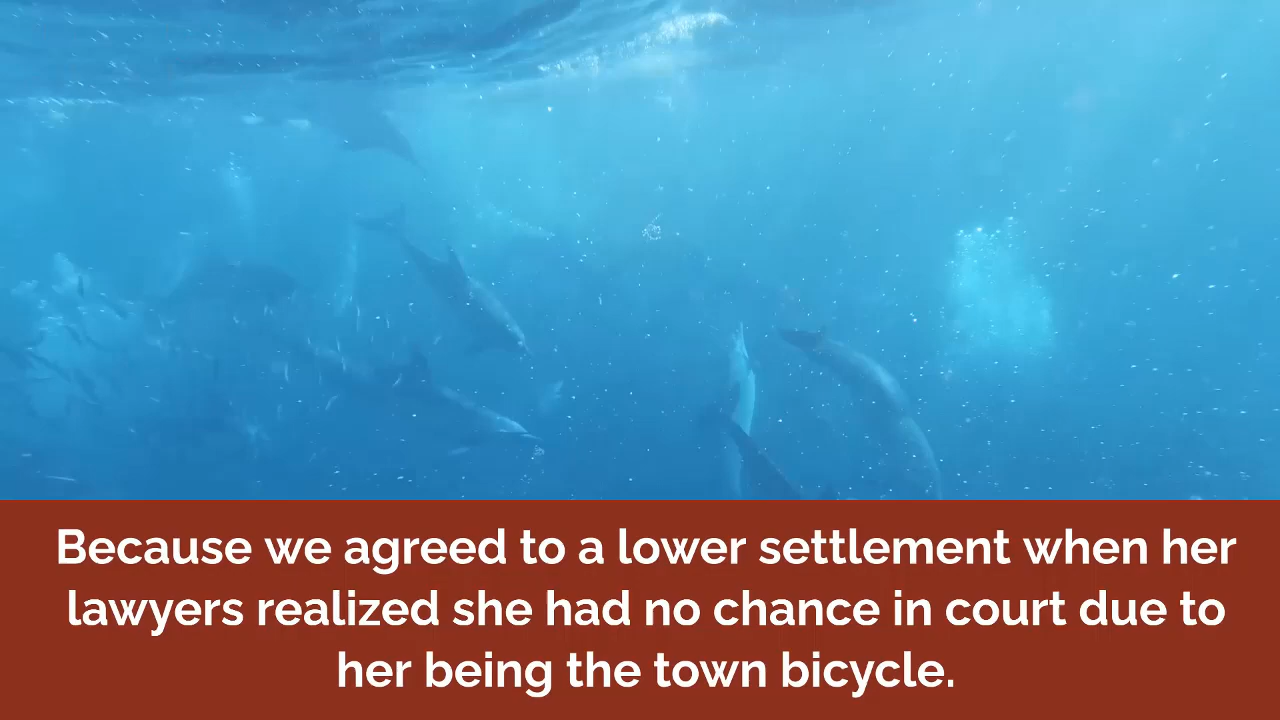 Because we agreed to a lower settlement when her
lawyers realized she had no chance in court due to
her being the town bicycle.